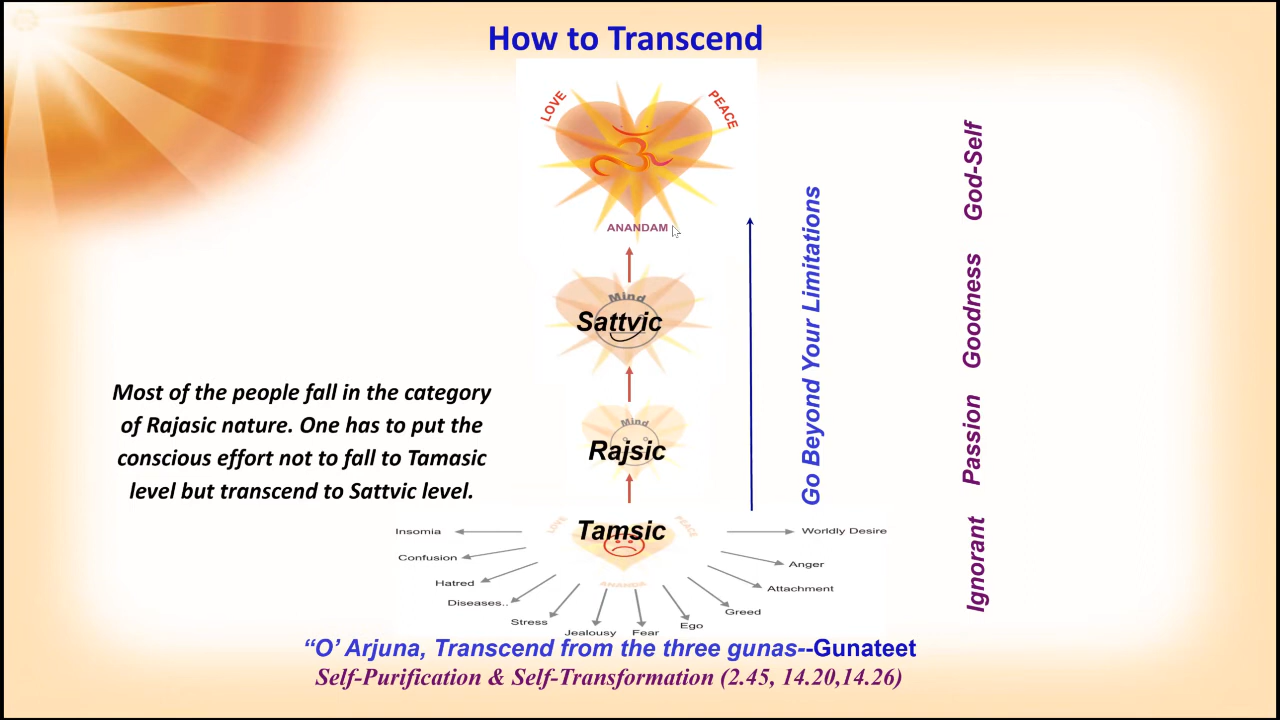 How to Transcend
LOVE
PEACE
ANANDAM
Mind
Sattvic
Mind
Rajsic
Most of the people fall in the category
of Rajasic nature. One has to put the
conscious effort not to fall to Tamasic
level but transcend to Sattvic level.
Go Beyond Your Limitations
God-Self
Goodness
Passion
Ignorant
LOVE
PEACE
Tamsic
ANANDA
Insomia
Confusion
Hatred
Diseases..
Stress
Jealousy
Fear
Ego
Greed
Attachment
Anger
Worldly Desire
“O’ Arjuna, Transcend from the three gunas--Gunateet
Self-Purification & Self-Transformation (2.45, 14.20,14.26)